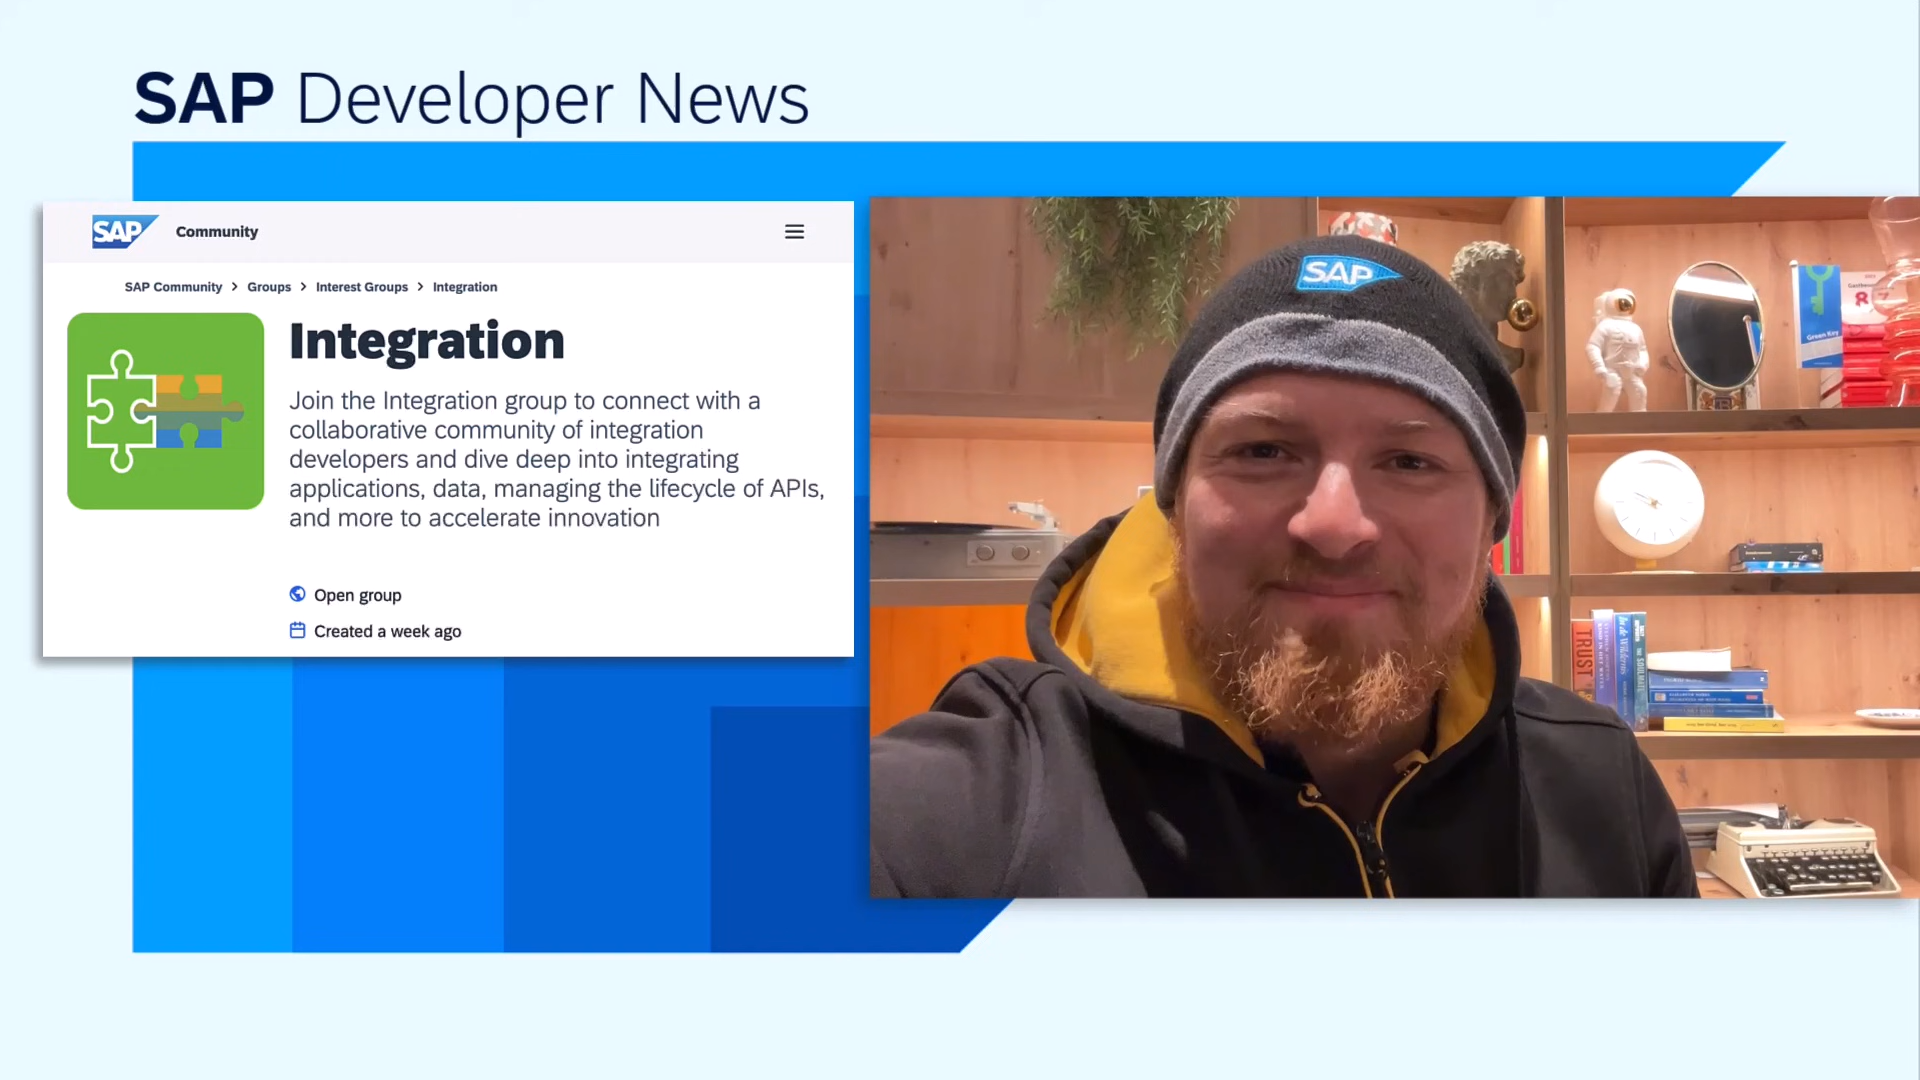 SAP Developer News
SAP Community
SAP Community > Groups > Interest Groups > Integration
Integration
Join the Integration group to connect with a
collaborative community of integration
developers and dive deep into integrating
applications, data, managing the lifecycle of APIs,
and more to accelerate innovation
Open group
Created a week ago
SAP
Green Key
TRUST